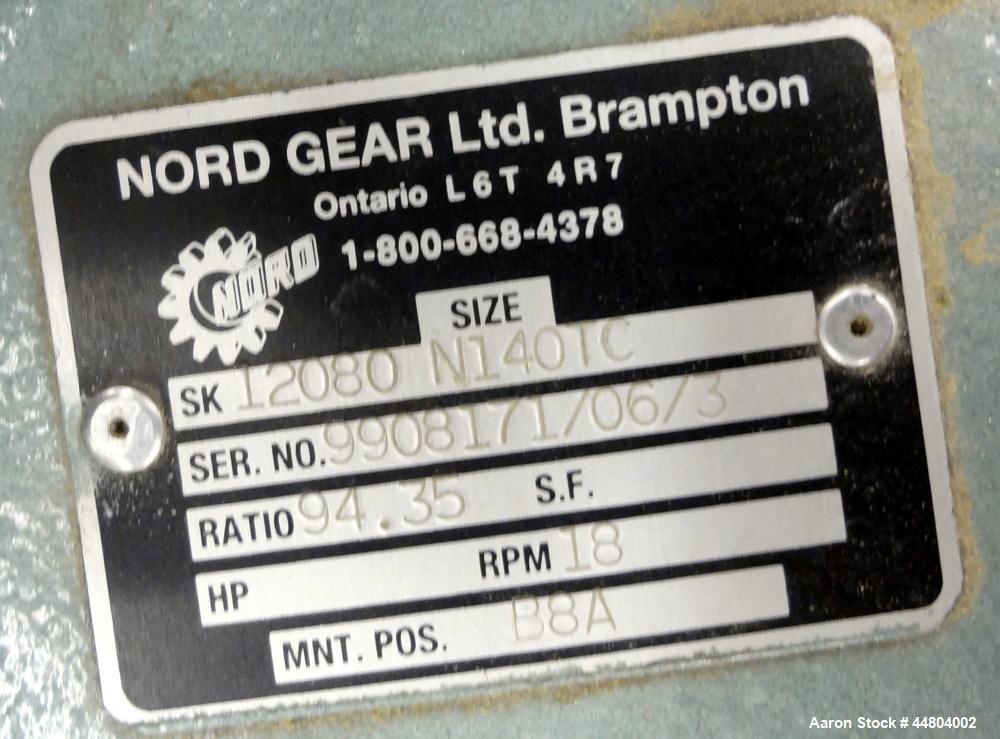 NORD GEAR Ltd. Brampton
Ontario L6T 4R7
1-800-668-4378
NORD
SIZE
SK 12080 N140TC
SER. NO. 9908171/06/3
RATIO 94.35 S.F.
HP RPM 18
MNT. POS. B8A
Aaron Stock # 44804002